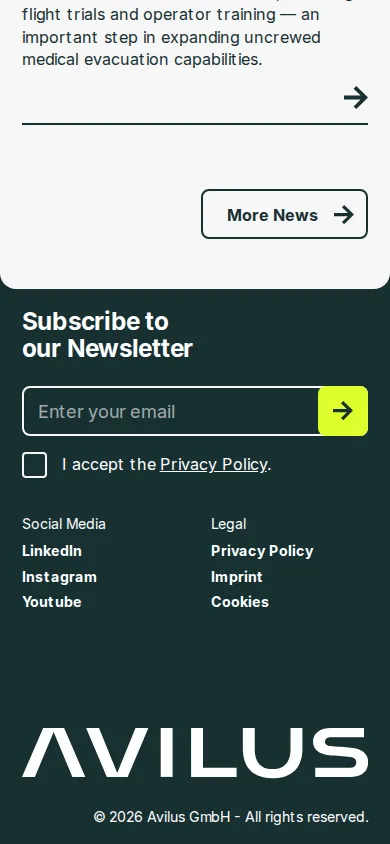 flight trials and operator training — an
important step in expanding uncrewed
medical evacuation capabilities.
More News
Subscribe to
our Newsletter
Enter your email
I accept the Privacy Policy.
Social Media
LinkedIn
Instagram
Youtube
Legal
Privacy Policy
Imprint
Cookies
AVILUS
© 2026 Avilus GmbH - All rights reserved.